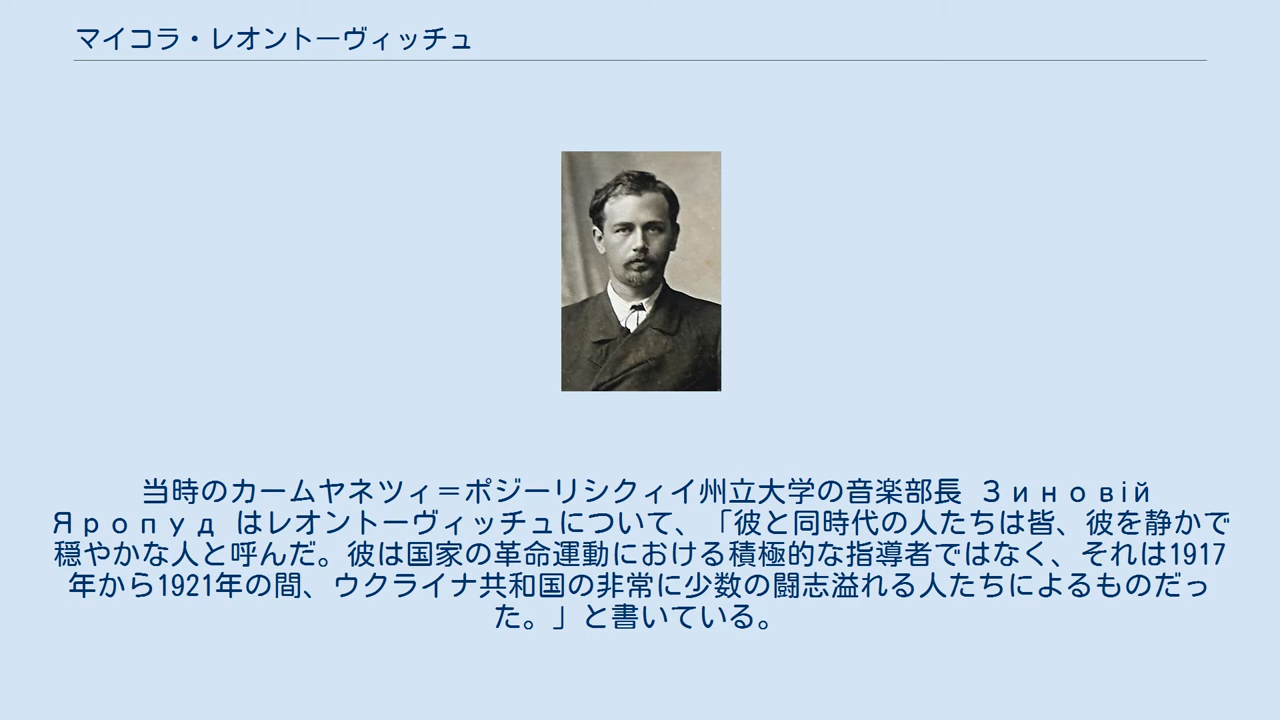 マイコラ・レオントーヴィッチュ
当時のカームヤネツィ＝ポジーリシクィイ州立大学の音楽部長 Зиновій
Яропуд はレオントーヴィッチュについて、「彼と同時代の人たちは皆、彼を静かで
穏やかな人と呼んだ。彼は国家の革命運動における積極的な指導者ではなく、それは1917
年から1921年の間、ウクライナ共和国の非常に少数の闘志溢れる人たちによるものだっ
た。」と書いている。